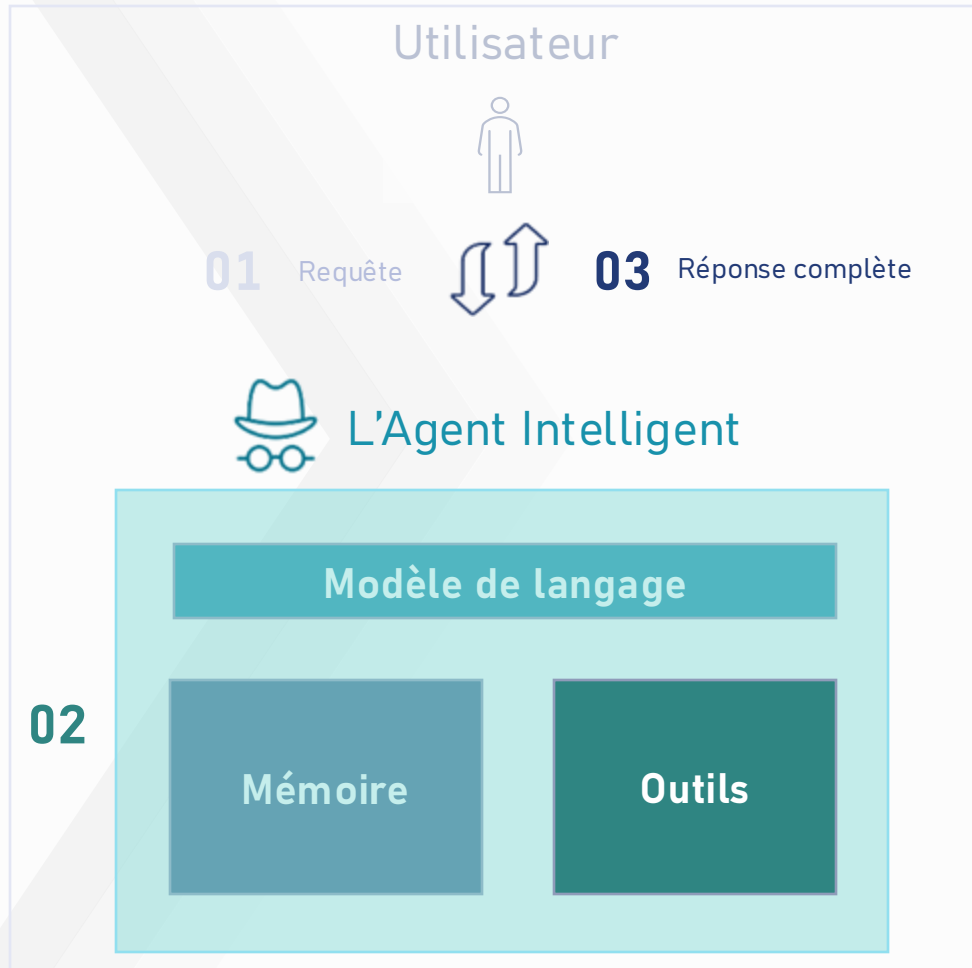 Utilisateur
01 Requête
03 Réponse complète
L’Agent Intelligent
Modèle de langage
02
Mémoire
Outils